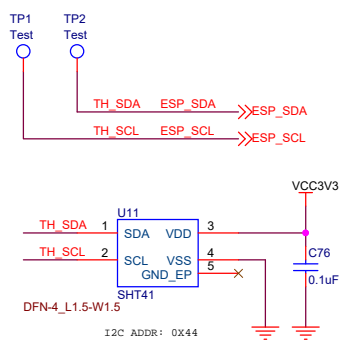 TP1 TP2
Test Test
TH_SDA ESP_SDA ESP_SDA
TH_SCL ESP_SCL ESP_SCL
VCC3V3
U11
TH_SDA 1 SDA VDD 3
TH_SCL 2 SCL VSS 4
GND_EP 5
C76
0.1uF
SHT41
DFN-4_L1.5-W1.5
I2C ADDR: 0X44